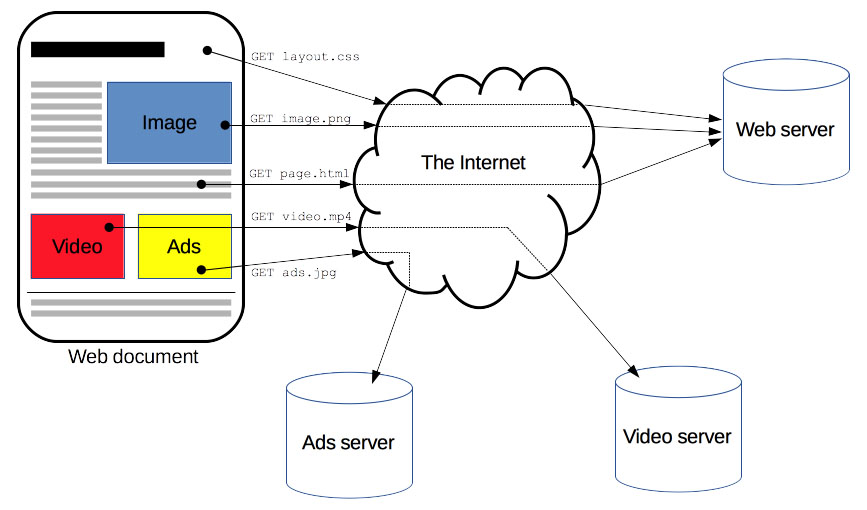 GET layout.css
Image
GET image.png
The Internet
Web server
GET page.html
GET video.mp4
Video
Ads
GET ads.jpg
Web document
Ads server
Video server